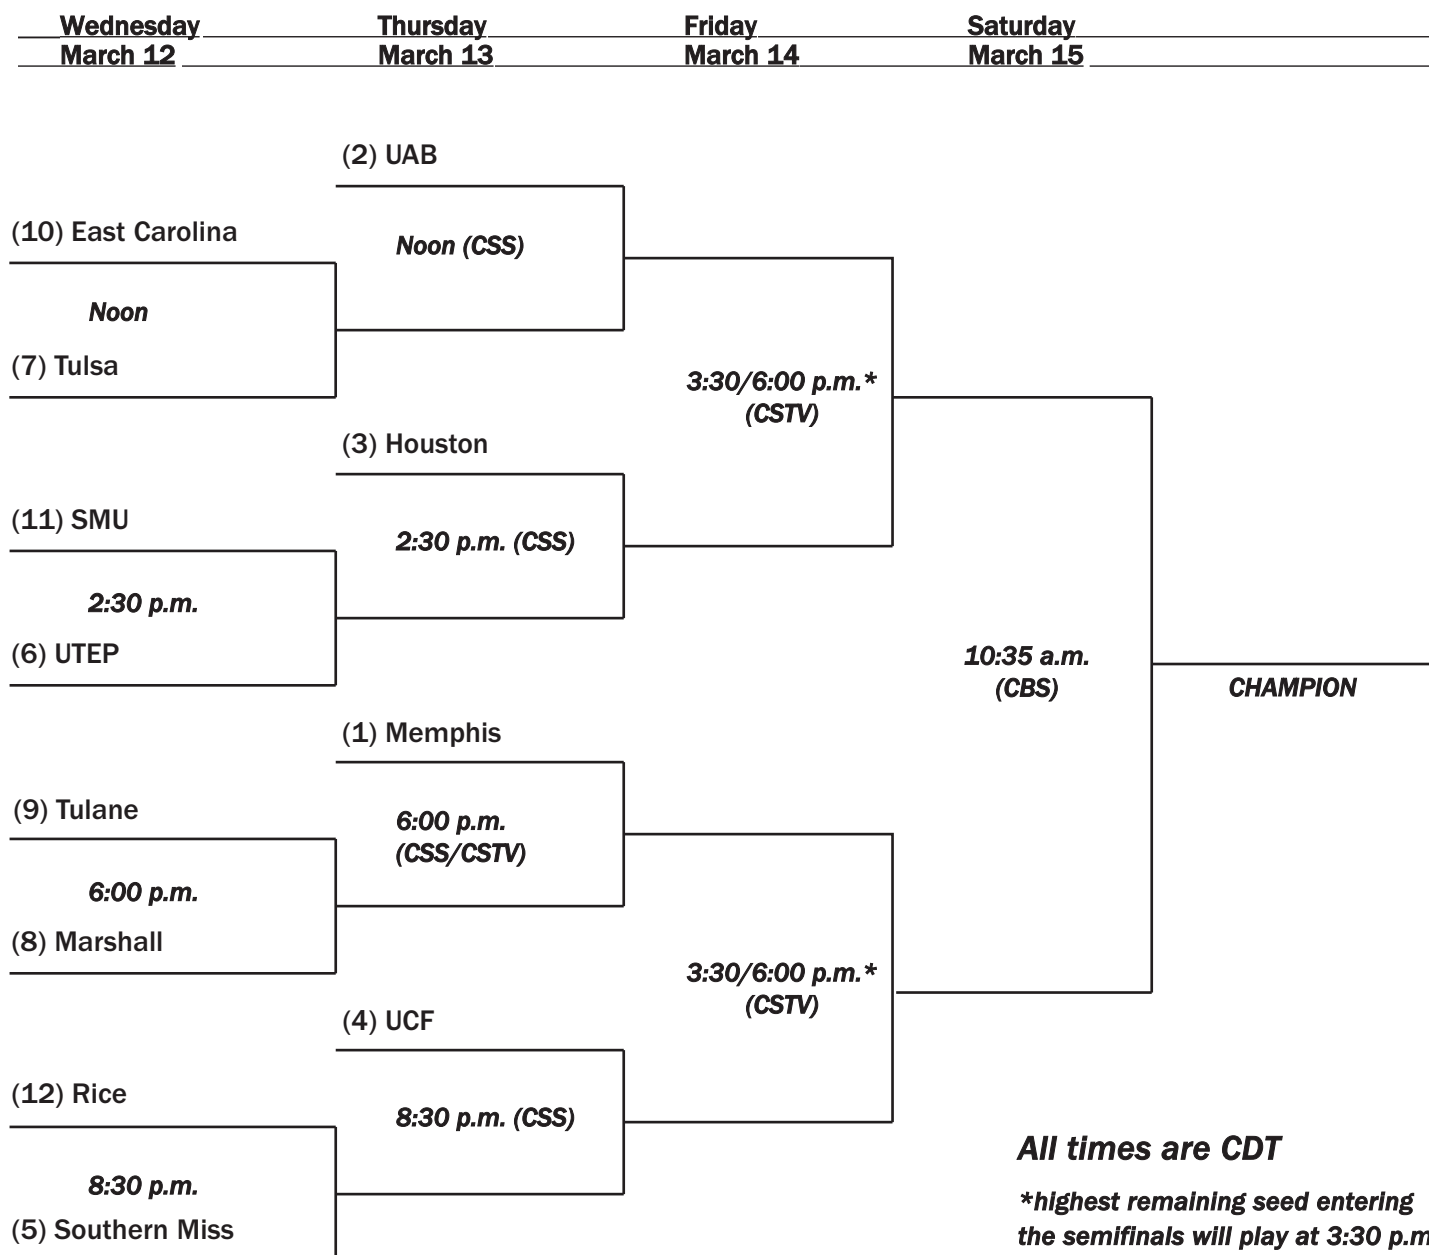 Wednesday Thursday Friday Saturday
March 12 March 13 March 14 March 15
(2) UAB
(10) East Carolina
Noon (CSS)
Noon
(7) Tulsa
3:30/6:00 p.m.*
(CSTV)
(3) Houston
(11) SMU
2:30 p.m. (CSS)
2:30 p.m.
(6) UTEP
10:35 a.m.
(CBS)
CHAMPION
(1) Memphis
(9) Tulane
6:00 p.m.
(CSS/CSTV)
6:00 p.m.
(8) Marshall
3:30/6:00 p.m.*
(CSTV)
(4) UCF
(12) Rice
8:30 p.m. (CSS)
8:30 p.m.
(5) Southern Miss
All times are CDT
*highest remaining seed entering
the semifinals will play at 3:30 p.m